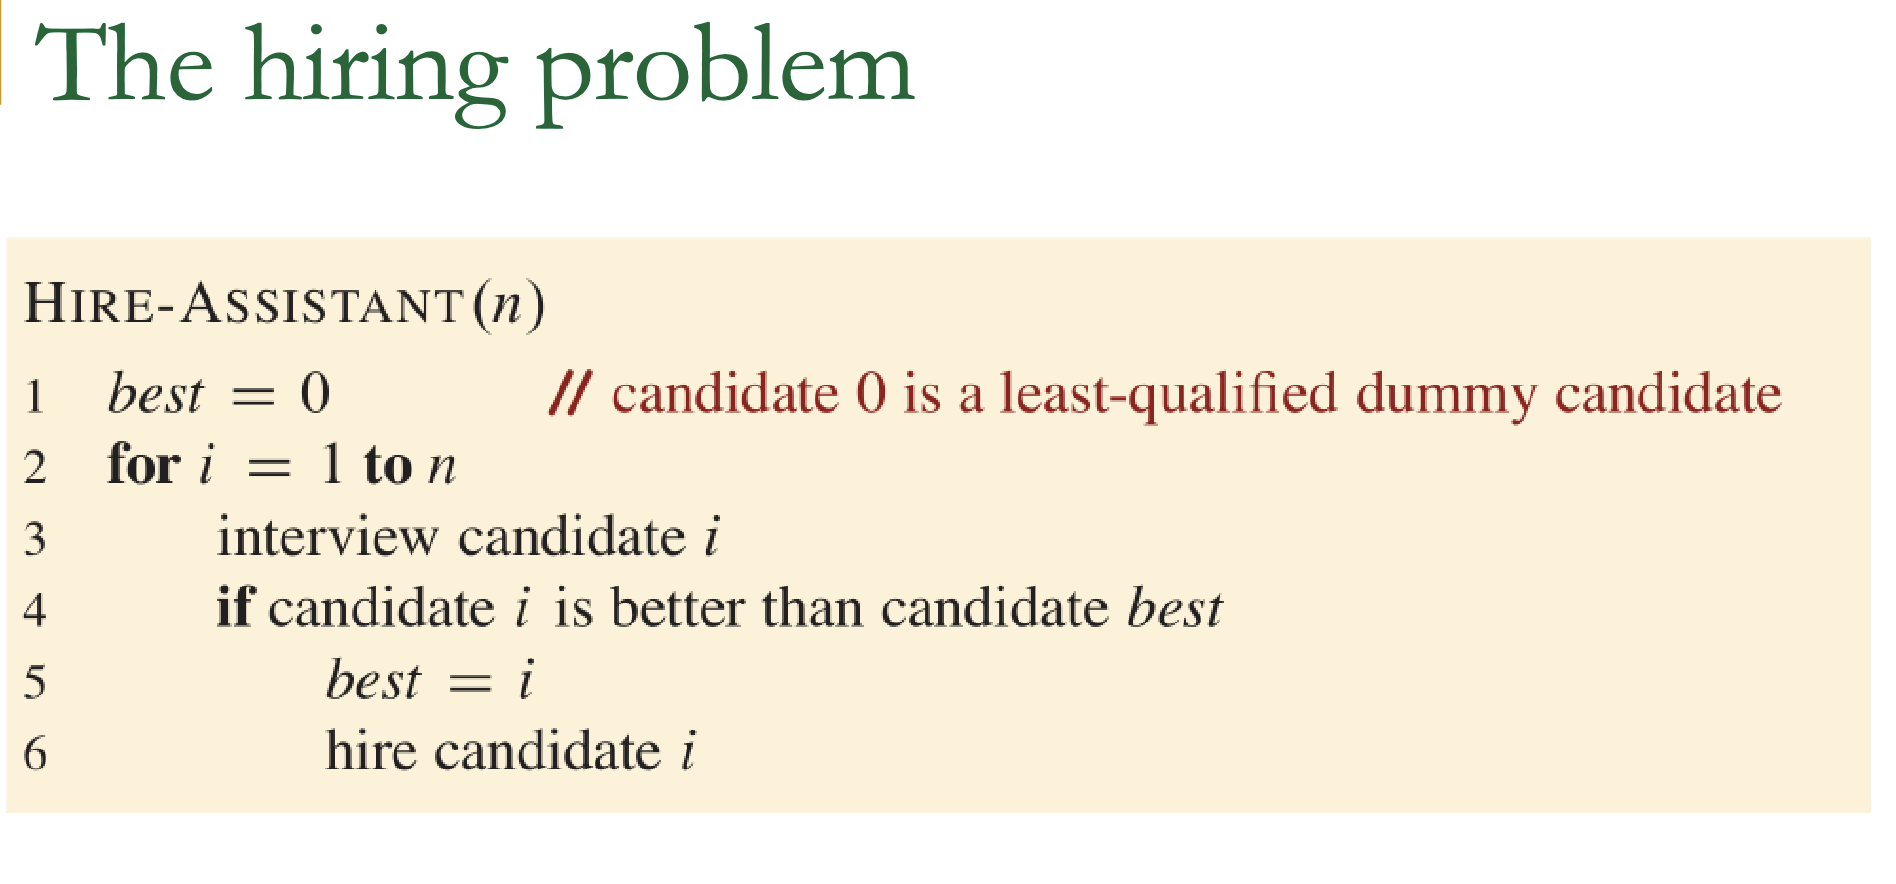 The hiring problem
HIRE-ASSISTANT(n)
1 best = 0 // candidate 0 is a least-qualified dummy candidate
2 for i = 1 to n
3 interview candidate i
4 if candidate i is better than candidate best
5 best = i
6 hire candidate i